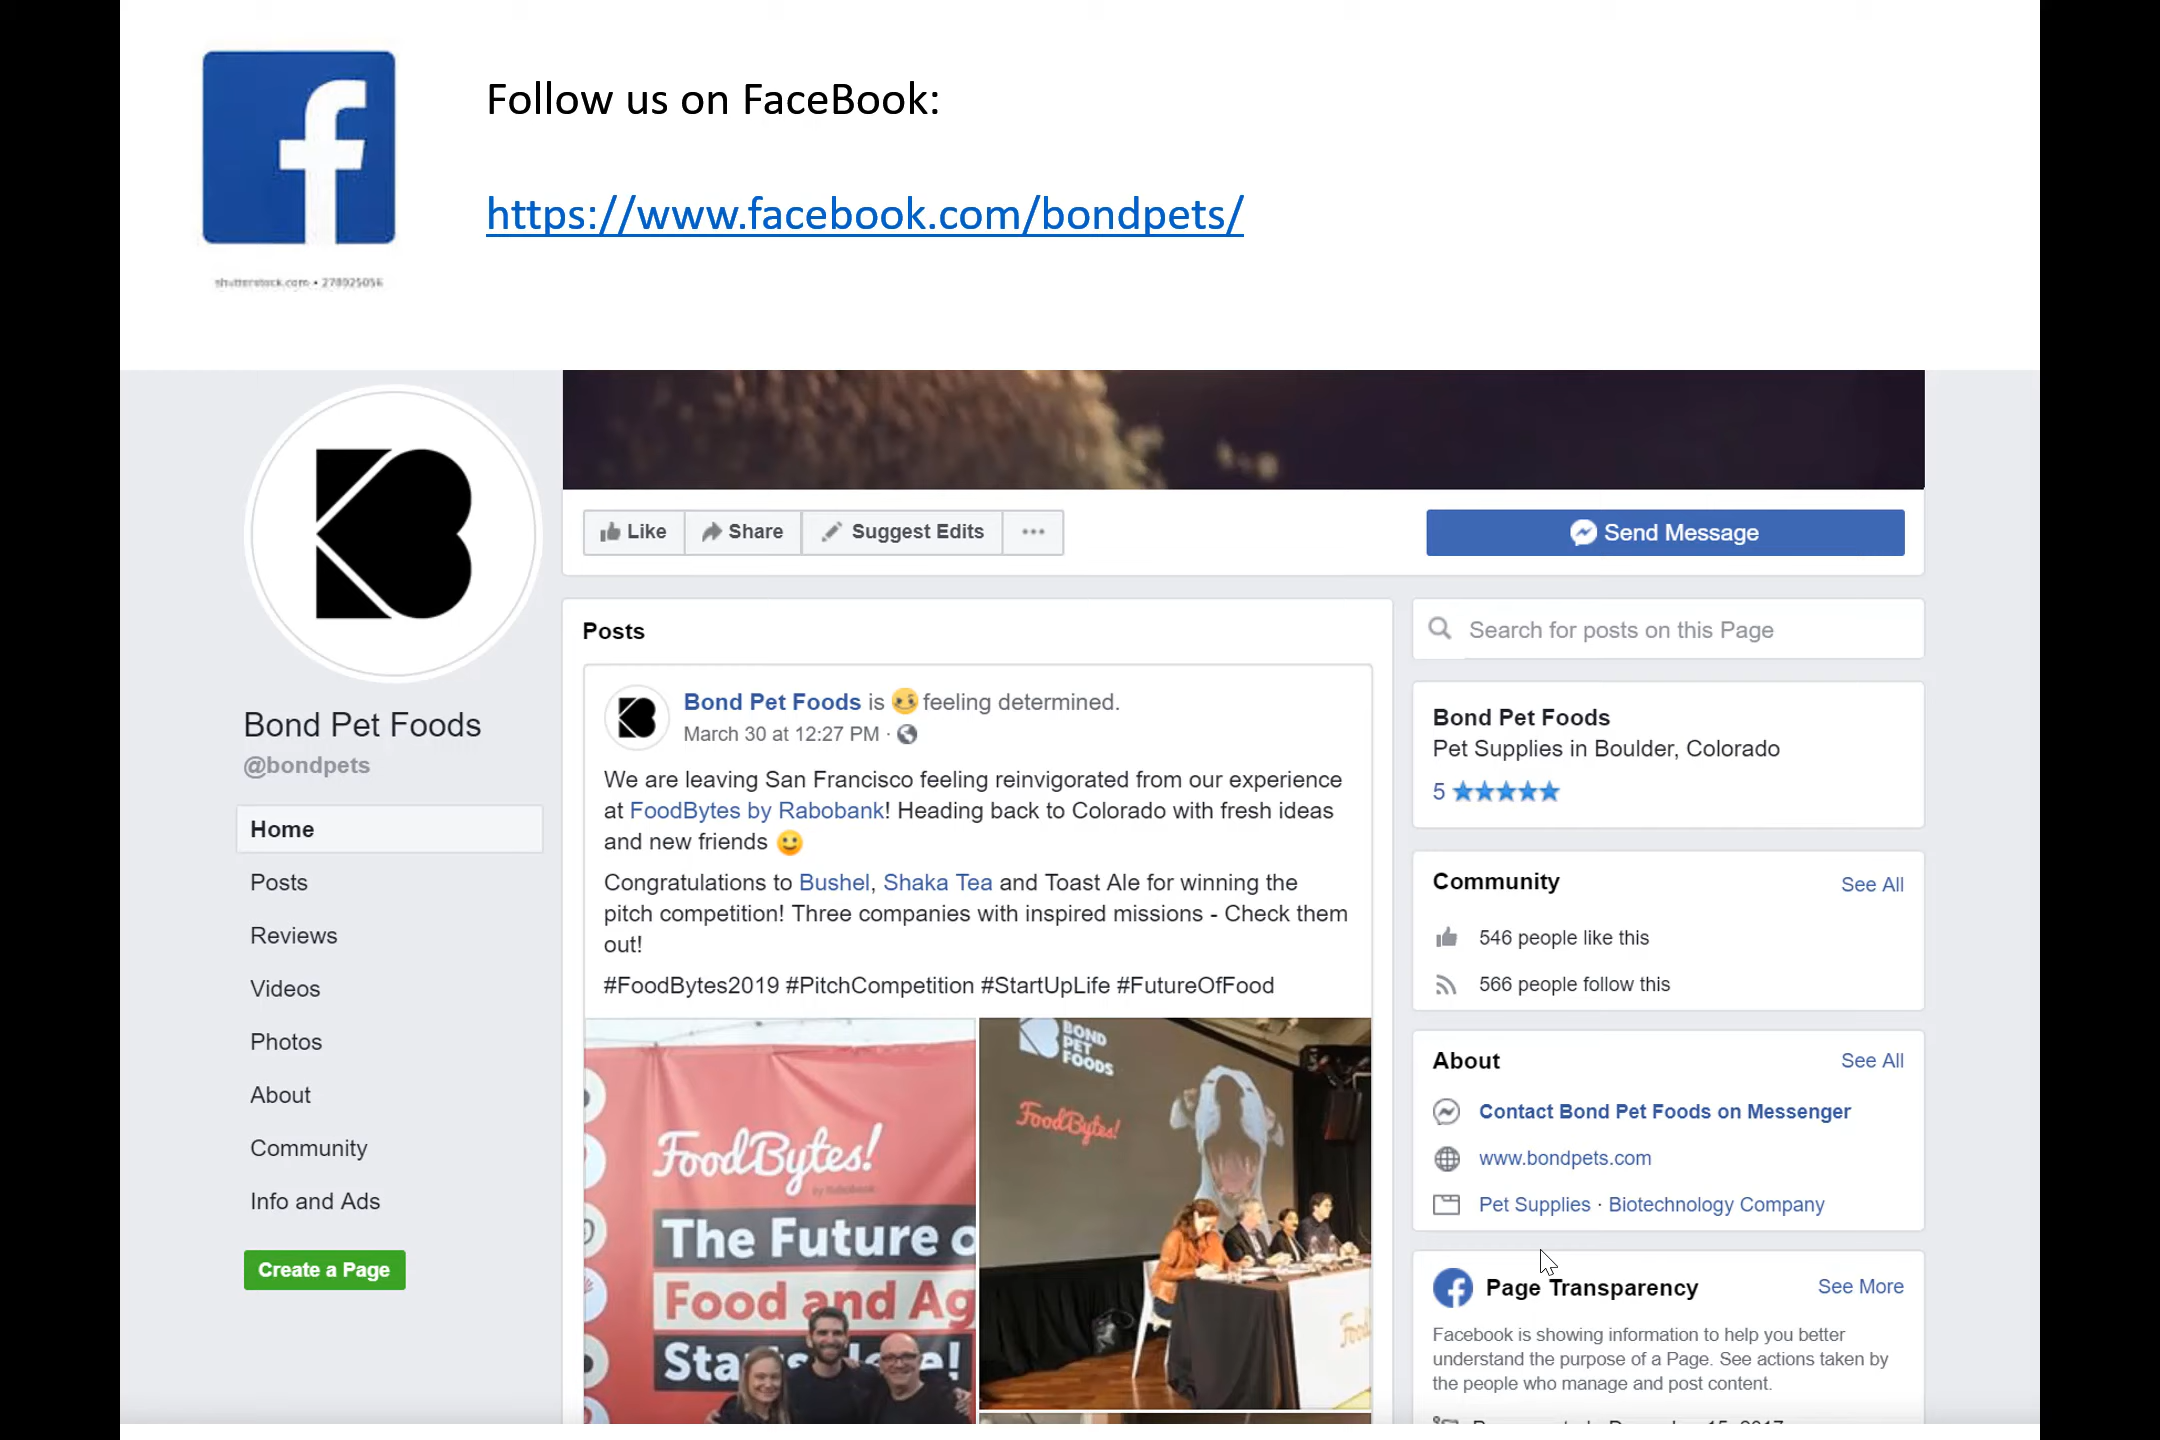 Follow us on FaceBook:
https://www.facebook.com/bondpets/
shutterstock.com • 278925056
Like
Share
Suggest Edits
Send Message
Bond Pet Foods
@bondpets
Home
Posts
Reviews
Videos
Photos
About
Community
Info and Ads
Create a Page
Posts
Bond Pet Foods is feeling determined.
March 30 at 12:27 PM ·
We are leaving San Francisco feeling reinvigorated from our experience
at FoodBytes by Rabobank! Heading back to Colorado with fresh ideas
and new friends
Congratulations to Bushel, Shaka Tea and Toast Ale for winning the
pitch competition! Three companies with inspired missions - Check them
out!
#FoodBytes2019 #PitchCompetition #StartUpLife #FutureOfFood
FoodBytes!
by Rabobank
The Future o
Food and Ag
BOND
PET
FOODS
FoodBytes!
Search for posts on this Page
Bond Pet Foods
Pet Supplies in Boulder, Colorado
5
Community
See All
546 people like this
566 people follow this
About
See All
Contact Bond Pet Foods on Messenger
www.bondpets.com
Pet Supplies · Biotechnology Company
Page Transparency
See More
Facebook is showing information to help you better
understand the purpose of a Page. See actions taken by
the people who manage and post content.